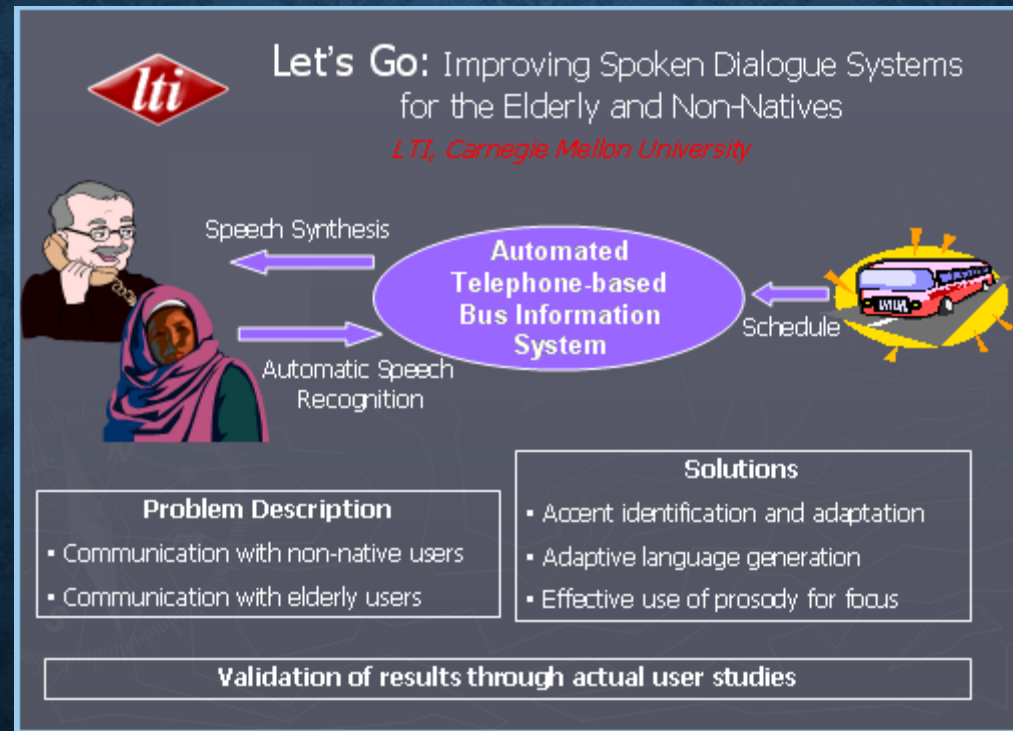 lti
Let's Go: Improving Spoken Dialogue Systems
for the Elderly and Non-Natives
LTI, Carnegie Mellon University
Speech Synthesis
Automated
Telephone-based
Bus Information
System
Schedule
Automatic Speech
Recognition
Problem Description
▪ Communication with non-native users
▪ Communication with elderly users
Solutions
▪ Accent identification and adaptation
▪ Adaptive language generation
▪ Effective use of prosody for focus
Validation of results through actual user studies